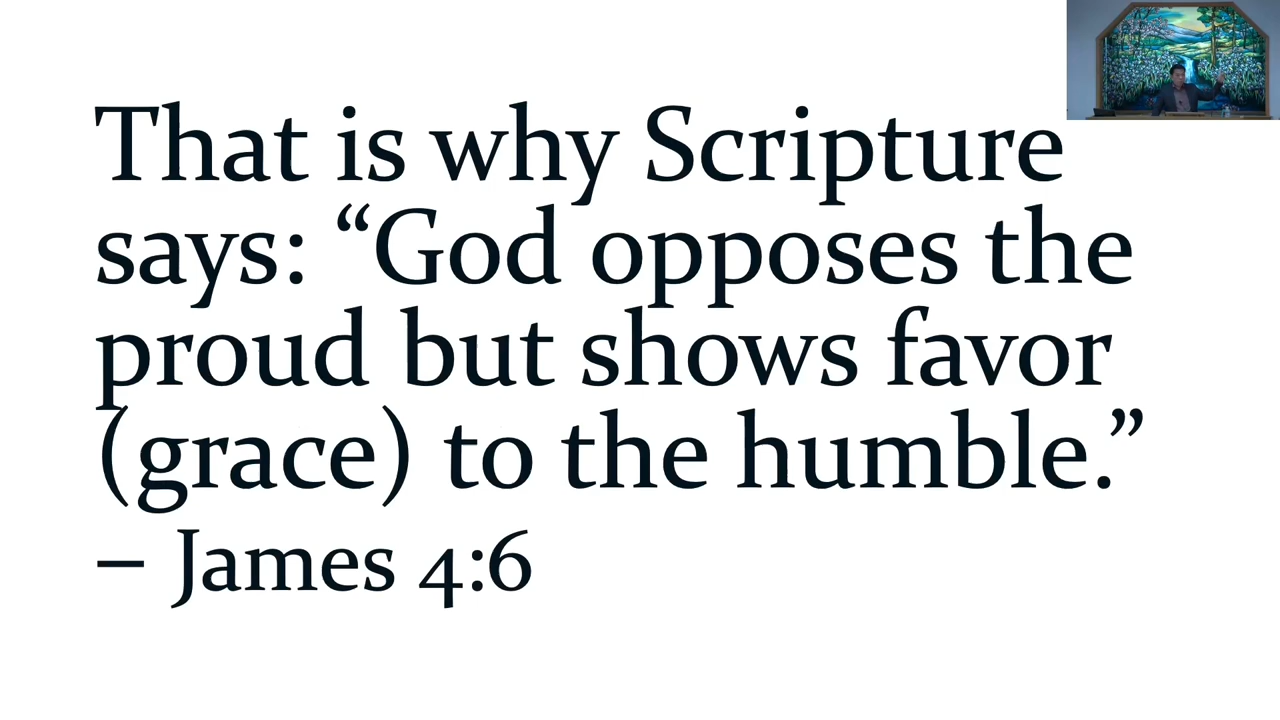 That is why Scripture
says: “God opposes the
proud but shows favor
(grace) to the humble.”
– James 4:6